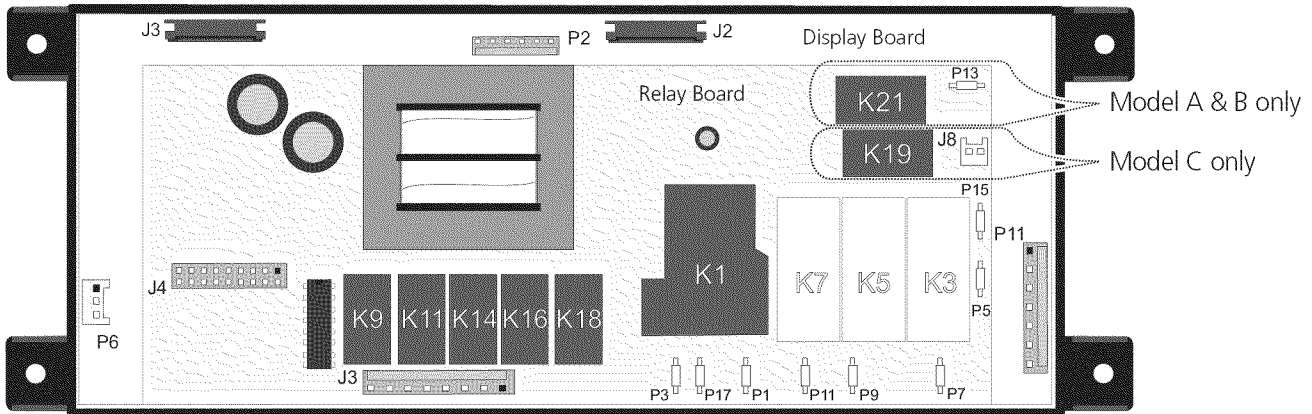 J3
P2
J2
Display Board
P13
Relay Board
K21
Model A & B only
J8
K19
Model C only
P15
P11
K1
K7
K5
K3
J4
P6
K9
K11
K14
K16
K18
P5
J3
P3
P17
P1
P11
P9
P7